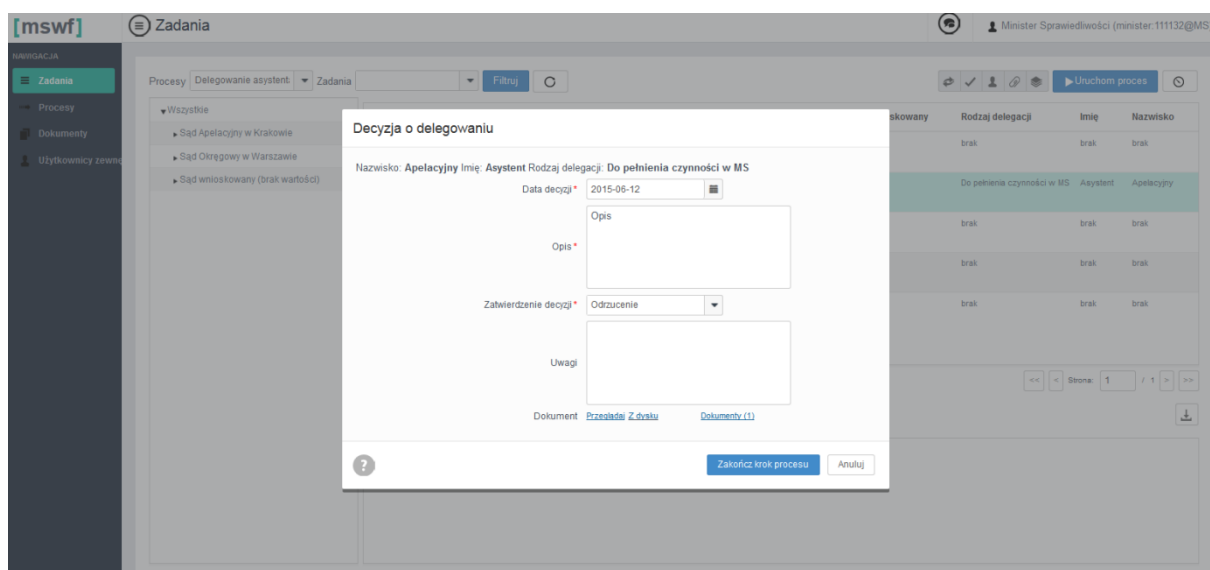 [mswf]
Zadania
Minister Sprawiedliwości (minister.111132@MS
NAWIGACJA
Zadania
Procesy
Dokumenty
Użytkownicy zewnę
Procesy Delegowanie asystent: Zadania Filtruj Uruchom proces
Wszystkie
Sąd Apelacyjny w Krakowie
Sąd Okręgowy w Warszawie
Sąd wnioskowany (brak wartości)
skowany Rodzaj delegacji Imię Nazwisko
brak brak brak
Do pełnienia czynności w MS Asystent Apelacyjny
brak brak brak
brak brak brak
brak brak brak
<< < Strona: 1 / 1 > >>
Decyzja o delegowaniu
Nazwisko: Apelacyjny Imię: Asystent Rodzaj delegacji: Do pełnienia czynności w MS
Data decyzji * 2015-06-12
Opis * Opis
Zatwierdzenie decyzji * Odrzucenie
Uwagi
Dokument Przeglądaj Z dysku Dokumenty (1)
? Zakończ krok procesu Anuluj